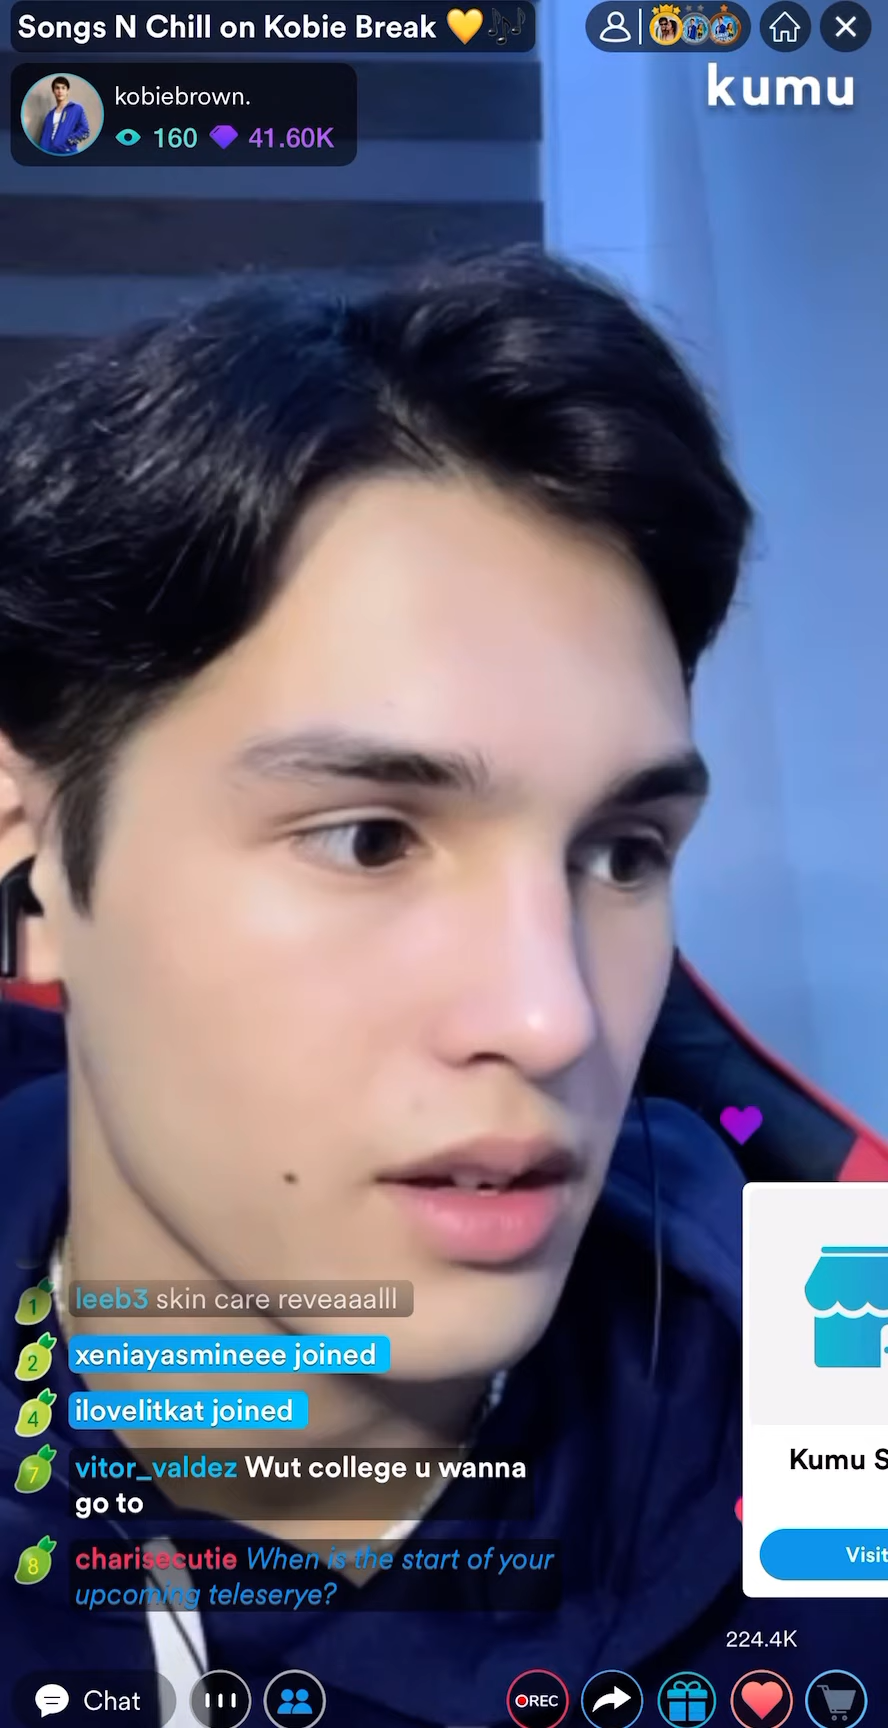 Songs N Chill on Kobie Break 💛🎶
kobiebrown.
160 41.60K
kumu
1 leeb3 skin care reveaaalll
2 xeniayasmineee joined
4 ilovelitkat joined
7 vitor_valdez Wut college u wanna
go to
8 charisecutie When is the start of your
upcoming teleserye?
Kumu S
Visit
224.4K
Chat
REC